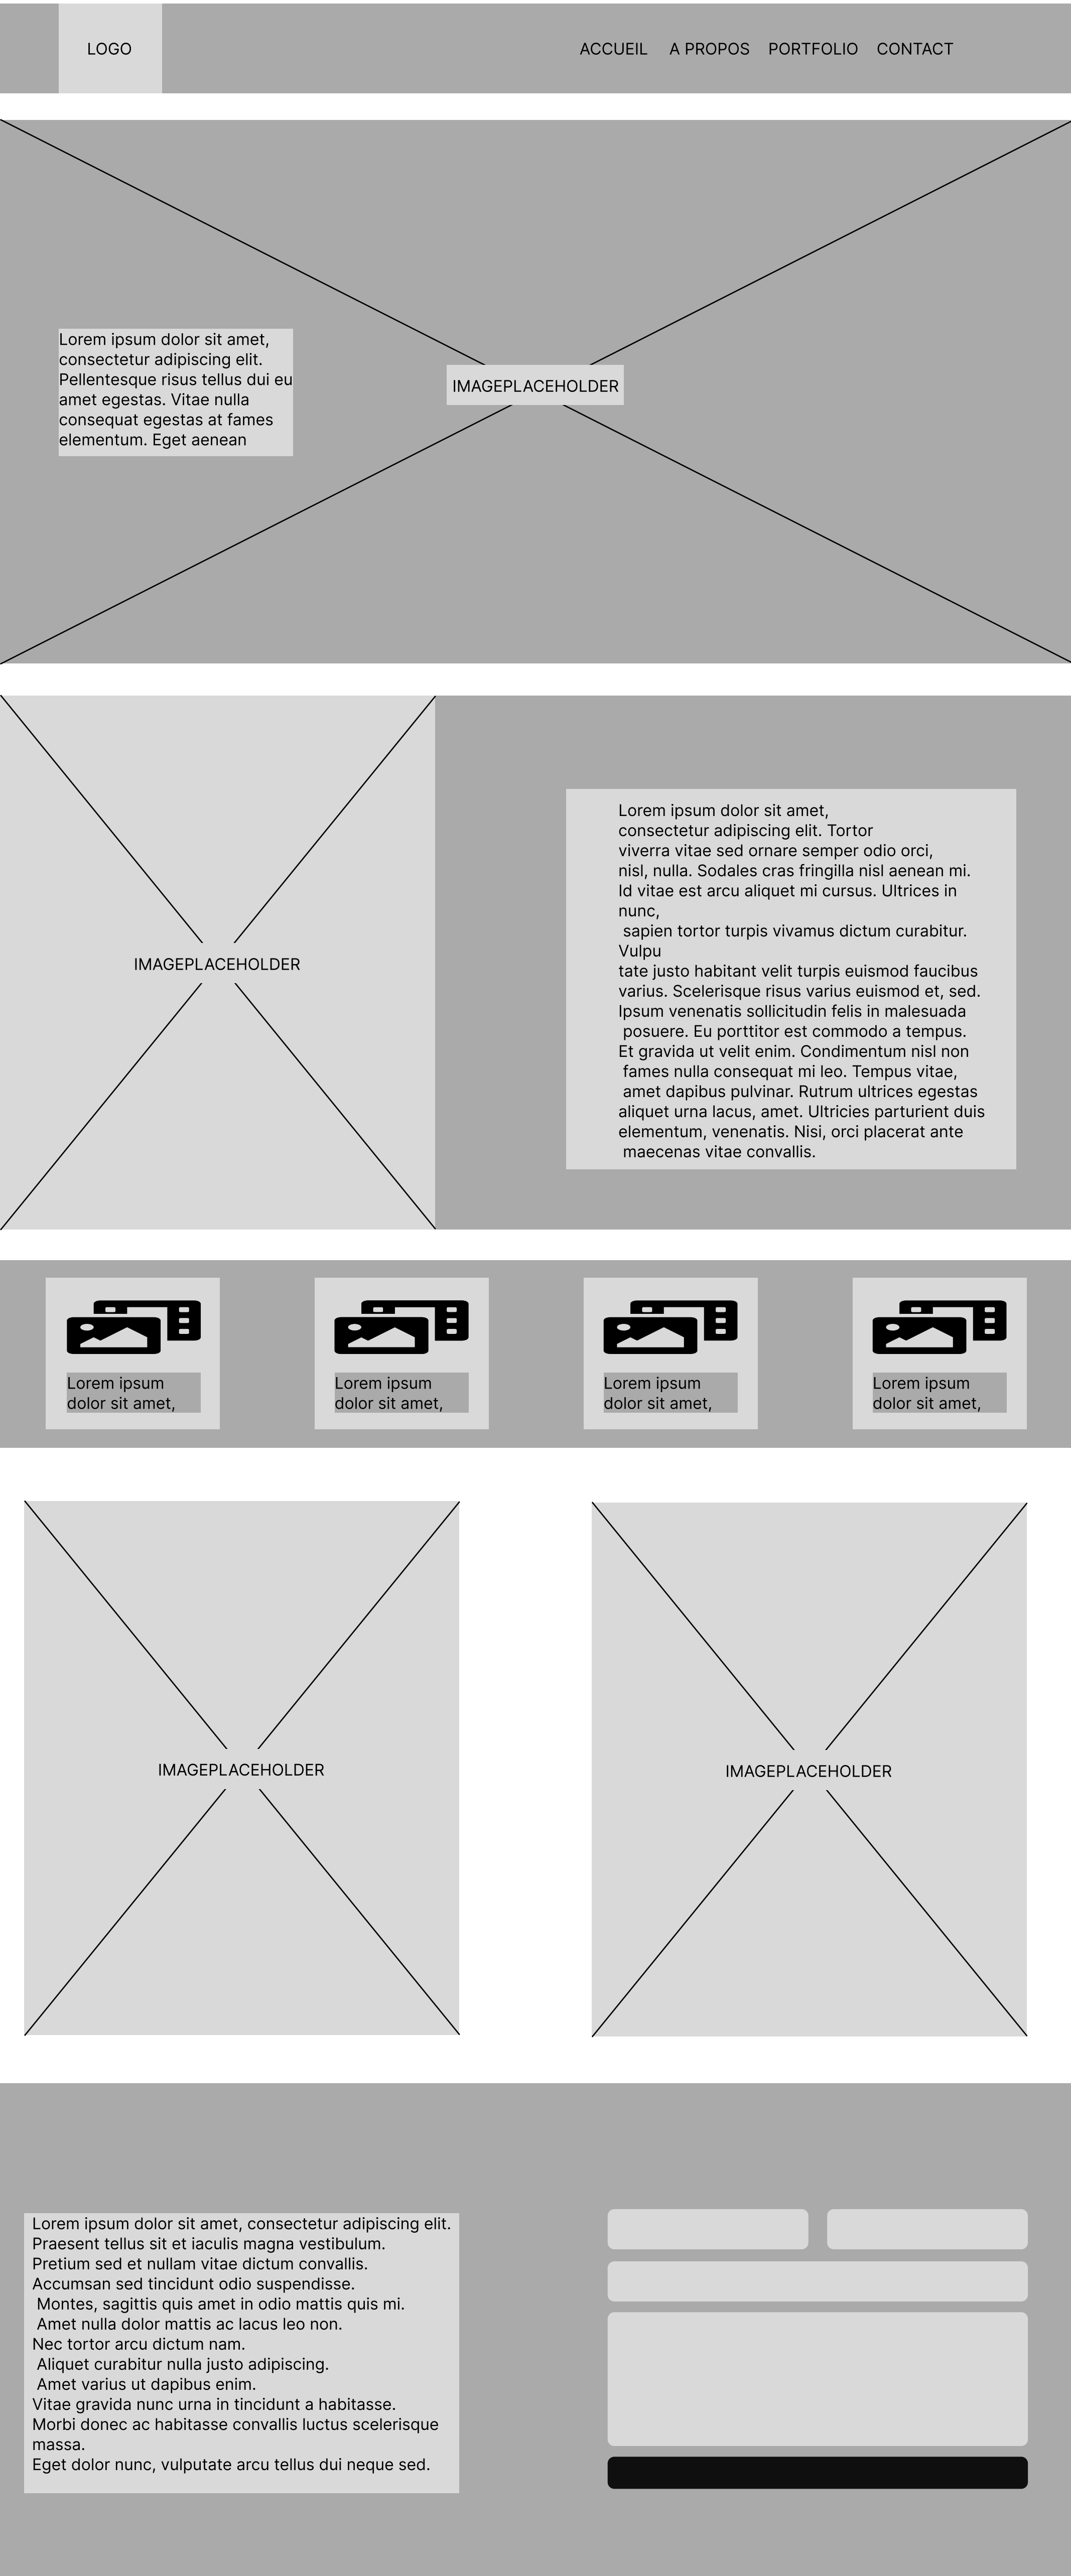 LOGO
ACCUEIL A PROPOS PORTFOLIO CONTACT
Lorem ipsum dolor sit amet,
consectetur adipiscing elit.
Pellentesque risus tellus dui eu
amet egestas. Vitae nulla
consequat egestas at fames
elementum. Eget aenean
IMAGEPLACEHOLDER
IMAGEPLACEHOLDER
Lorem ipsum dolor sit amet,
consectetur adipiscing elit. Tortor
viverra vitae sed ornare semper odio orci,
nisl, nulla. Sodales cras fringilla nisl aenean mi.
Id vitae est arcu aliquet mi cursus. Ultrices in
nunc,
sapien tortor turpis vivamus dictum curabitur.
Vulpu
tate justo habitant velit turpis euismod faucibus
varius. Scelerisque risus varius euismod et, sed.
Ipsum venenatis sollicitudin felis in malesuada
posuere. Eu porttitor est commodo a tempus.
Et gravida ut velit enim. Condimentum nisl non
fames nulla consequat mi leo. Tempus vitae,
amet dapibus pulvinar. Rutrum ultrices egestas
aliquet urna lacus, amet. Ultricies parturient duis
elementum, venenatis. Nisi, orci placerat ante
maecenas vitae convallis.
Lorem ipsum
dolor sit amet,
Lorem ipsum
dolor sit amet,
Lorem ipsum
dolor sit amet,
Lorem ipsum
dolor sit amet,
IMAGEPLACEHOLDER
IMAGEPLACEHOLDER
Lorem ipsum dolor sit amet, consectetur adipiscing elit.
Praesent tellus sit et iaculis magna vestibulum.
Pretium sed et nullam vitae dictum convallis.
Accumsan sed tincidunt odio suspendisse.
Montes, sagittis quis amet in odio mattis quis mi.
Amet nulla dolor mattis ac lacus leo non.
Nec tortor arcu dictum nam.
Aliquet curabitur nulla justo adipiscing.
Amet varius ut dapibus enim.
Vitae gravida nunc urna in tincidunt a habitasse.
Morbi donec ac habitasse convallis luctus scelerisque
massa.
Eget dolor nunc, vulputate arcu tellus dui neque sed.